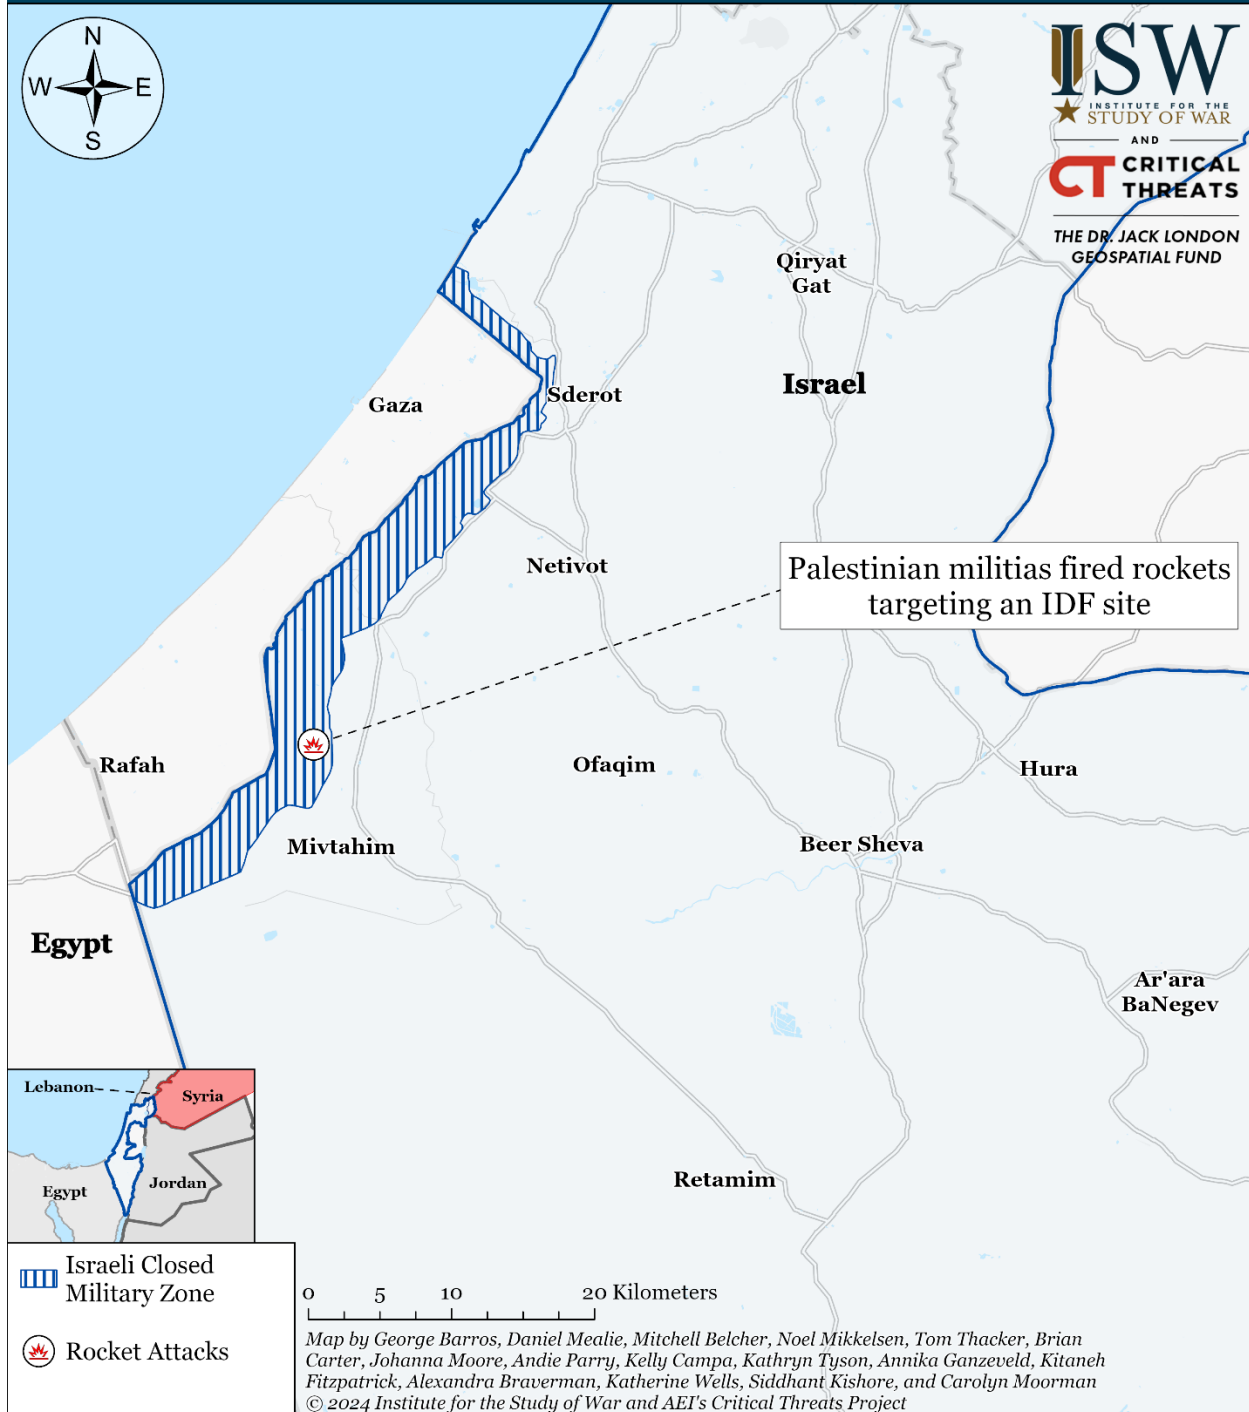 N
W
E
S
ISW
INSTITUTE FOR THE
STUDY OF WAR
AND
CT CRITICAL
THREATS
THE DR. JACK LONDON
GEOSPATIAL FUND
Qiryat
Gat
Israel
Gaza
Sderot
Netivot
Palestinian militias fired rockets
targeting an IDF site
Rafah
Ofaqim
Hura
Mivtahim
Beer Sheva
Egypt
Ar'ara
BaNegev
Lebanon
Syria
Egypt
Jordan
Retamim
Israeli Closed
Military Zone
Rocket Attacks
0 5 10 20 Kilometers
Map by George Barros, Daniel Mealie, Mitchell Belcher, Noel Mikkelsen, Tom Thacker, Brian
Carter, Johanna Moore, Andie Parry, Kelly Campa, Kathryn Tyson, Annika Ganzeveld, Kitaneh
Fitzpatrick, Alexandra Braverman, Katherine Wells, Siddhant Kishore, and Carolyn Moorman
© 2024 Institute for the Study of War and AEI's Critical Threats Project